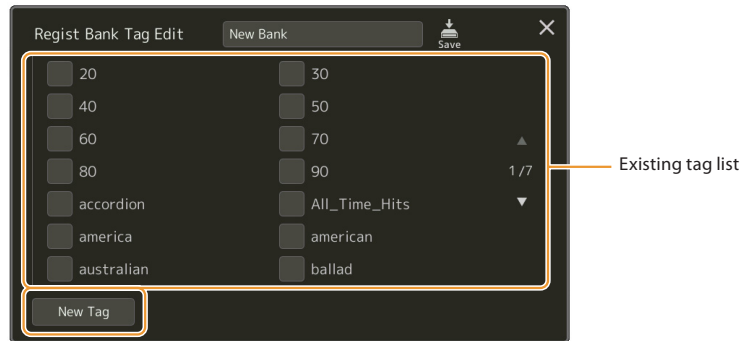 Regist Bank Tag Edit New Bank Save ×
20 30
40 50
60 70 ▲
80 90 1/7
accordion All_Time_Hits ▼
america american
australian ballad
New Tag
Existing tag list